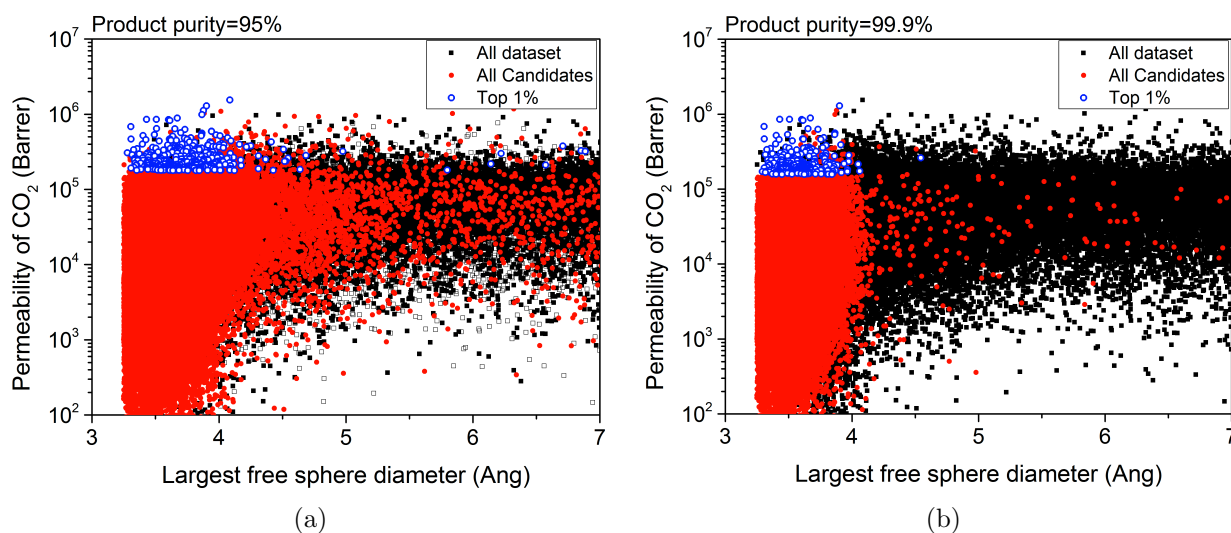 Product purity=95%
All dataset
All Candidates
Top 1%
10^7
10^6
10^5
10^4
10^3
10^2
Permeability of CO_2 (Barrer)
3 4 5 6 7
Largest free sphere diameter (Ang)
(a)
Product purity=99.9%
All dataset
All Candidates
Top 1%
10^7
10^6
10^5
10^4
10^3
10^2
Permeability of CO_2 (Barrer)
3 4 5 6 7
Largest free sphere diameter (Ang)
(b)